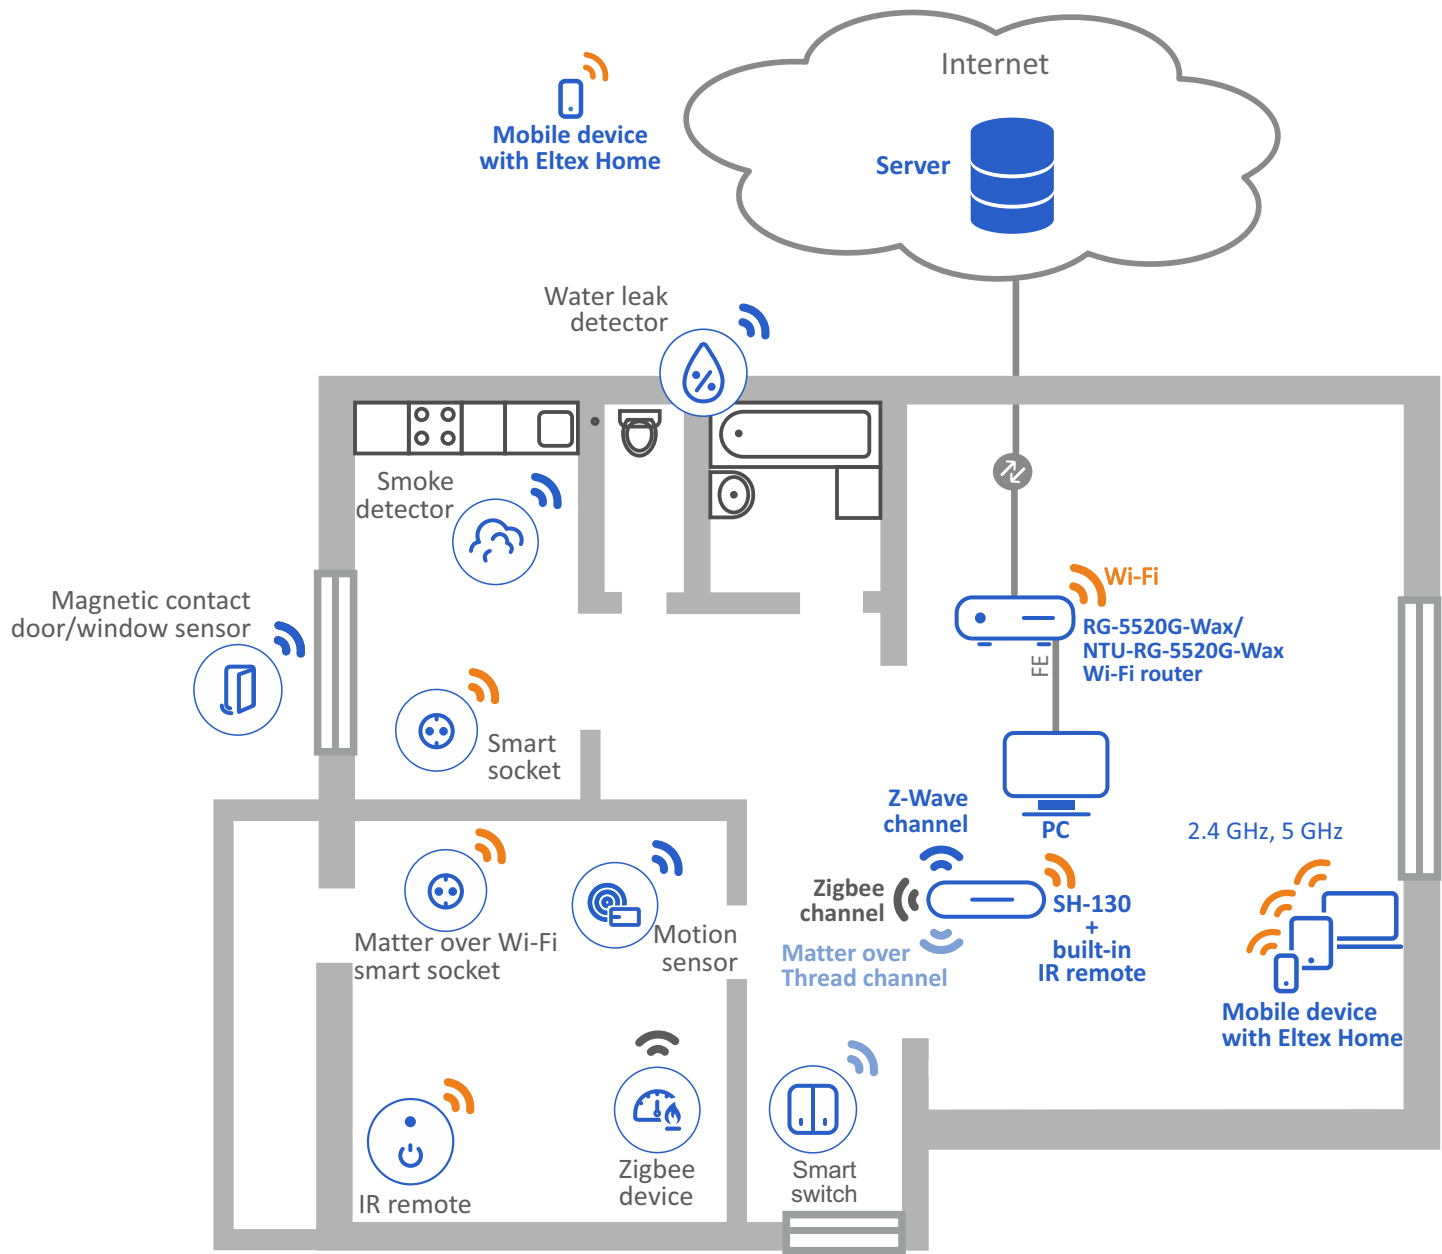 Internet
Server
Mobile device
with Eltex Home
Water leak
detector
Smoke
detector
Magnetic contact
door/window sensor
Wi-Fi
RG-5520G-Wax/
NTU-RG-5520G-Wax
Wi-Fi router
FE
Smart
socket
PC
Z-Wave
channel
2.4 GHz, 5 GHz
Zigbee
channel
SH-130
+
built-in
IR remote
Matter over
Thread channel
Matter over Wi-Fi
smart socket
Motion
sensor
Mobile device
with Eltex Home
IR remote
Zigbee
device
Smart
switch